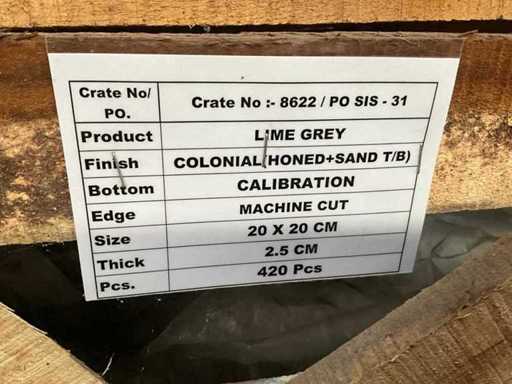 Crate No/ PO. Crate No :- 8622 / PO SIS - 31
Product LIME GREY
Finish COLONIAL(HONED+SAND T/B)
Bottom CALIBRATION
Edge MACHINE CUT
Size 20 X 20 CM
Thick 2.5 CM
Pcs. 420 Pcs